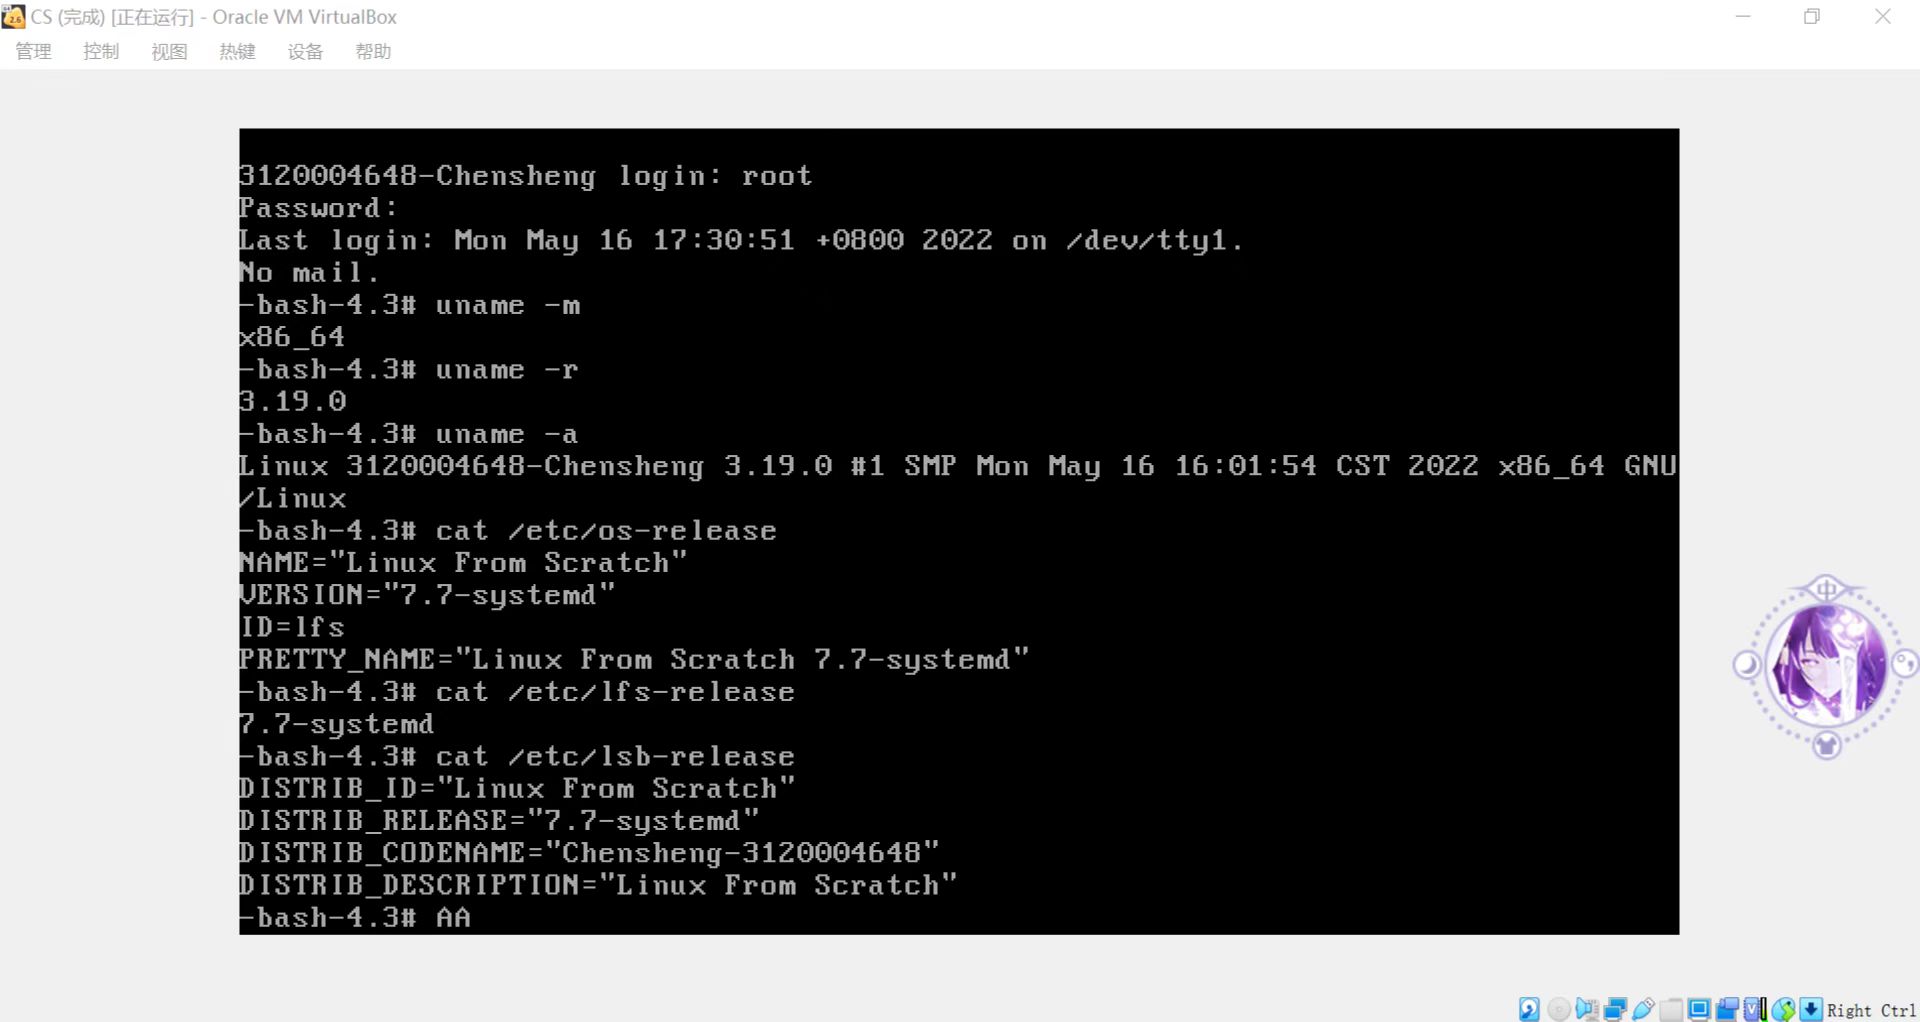 CS (完成) [正在运行] - Oracle VM VirtualBox
管理 控制 视图 热键 设备 帮助
3120004648-Chensheng login: root
Password:
Last login: Mon May 16 17:30:51 +0800 2022 on /dev/tty1.
No mail.
-bash-4.3# uname -m
x86_64
-bash-4.3# uname -r
3.19.0
-bash-4.3# uname -a
Linux 3120004648-Chensheng 3.19.0 #1 SMP Mon May 16 16:01:54 CST 2022 x86_64 GNU
/Linux
-bash-4.3# cat /etc/os-release
NAME="Linux From Scratch"
VERSION="7.7-systemd"
ID=lfs
PRETTY_NAME="Linux From Scratch 7.7-systemd"
-bash-4.3# cat /etc/lfs-release
7.7-systemd
-bash-4.3# cat /etc/lsb-release
DISTRIB_ID="Linux From Scratch"
DISTRIB_RELEASE="7.7-systemd"
DISTRIB_CODENAME="Chensheng-3120004648"
DISTRIB_DESCRIPTION="Linux From Scratch"
-bash-4.3# AA
中
Right Ctrl